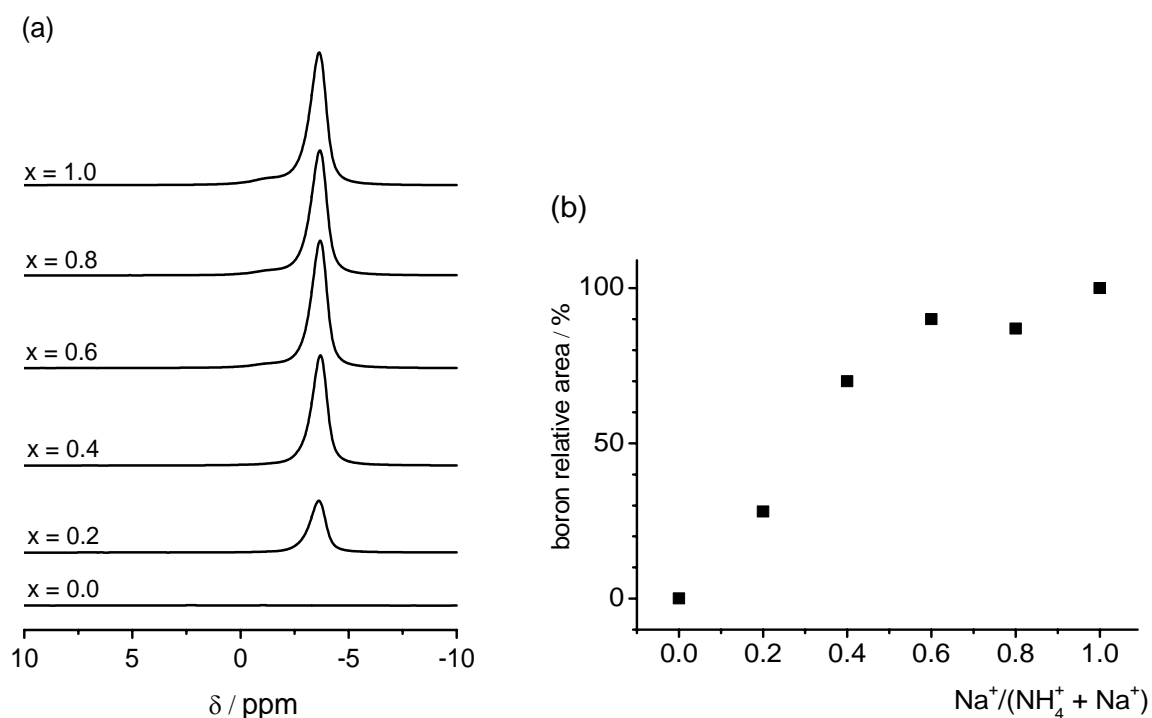 (a)
x = 1.0
x = 0.8
x = 0.6
x = 0.4
x = 0.2
x = 0.0
10 5 0 -5 -10
δ / ppm
(b)
boron relative area / %
100
50
0
0.0 0.2 0.4 0.6 0.8 1.0
Na⁺/(NH₄⁺ + Na⁺)